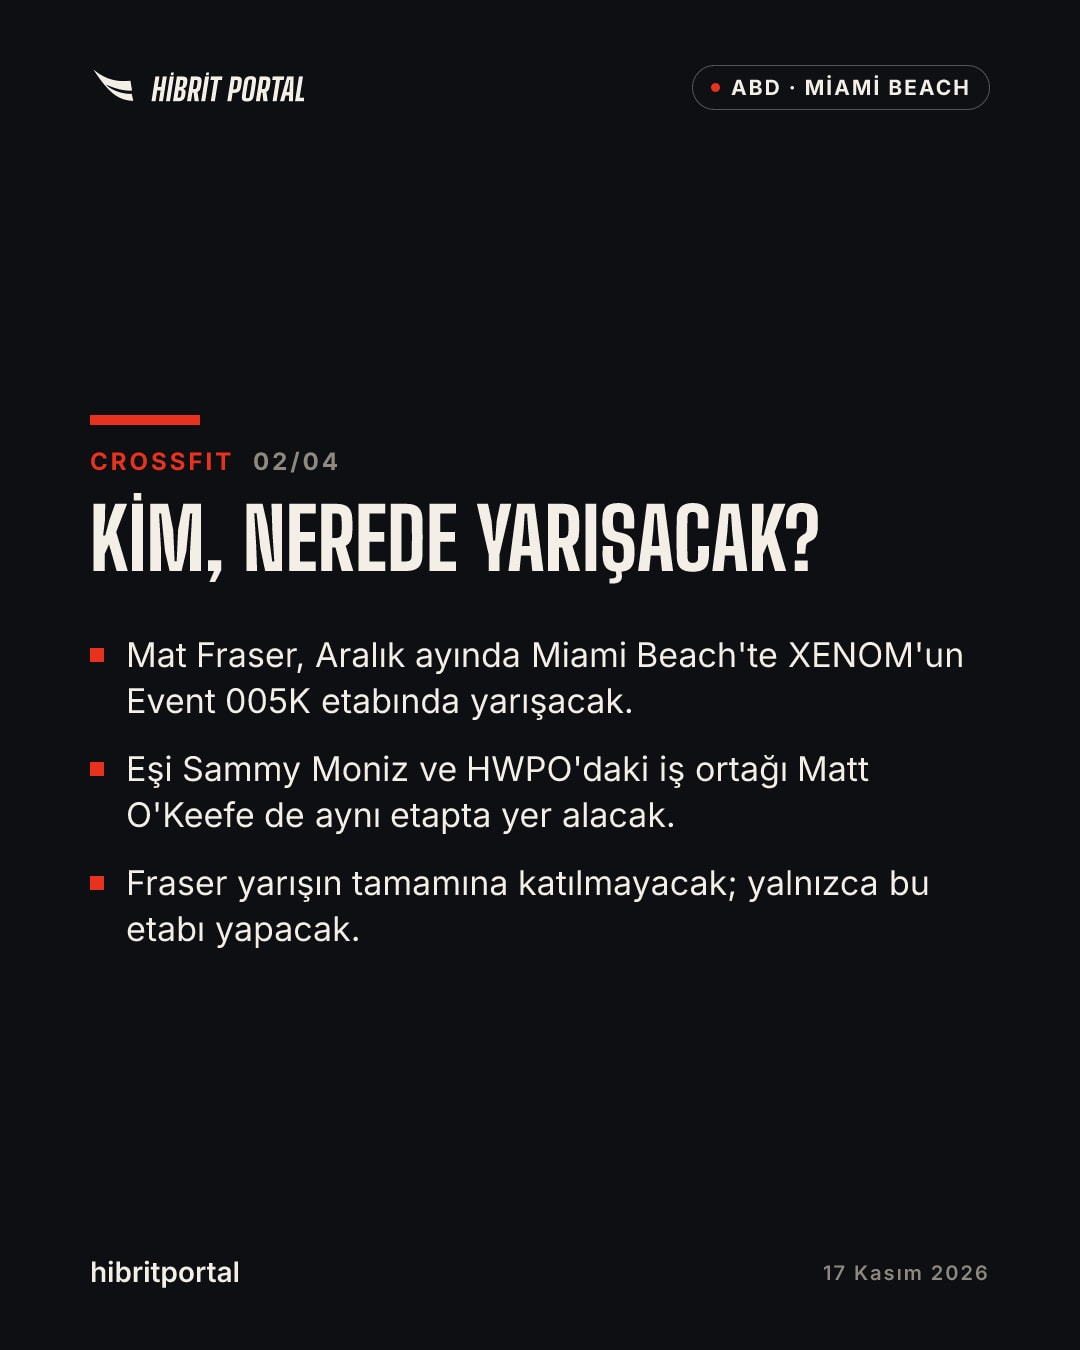 HİBRİT PORTAL
ABD · MİAMİ BEACH
CROSSFIT 02/04
KİM, NEREDE YARIŞACAK?
Mat Fraser, Aralık ayında Miami Beach'te XENOM'un
Event 005K etabında yarışacak.
Eşi Sammy Moniz ve HWPO'daki iş ortağı Matt
O'Keefe de aynı etapta yer alacak.
Fraser yarışın tamamına katılmayacak; yalnızca bu
etabı yapacak.
hibritportal
17 Kasım 2026